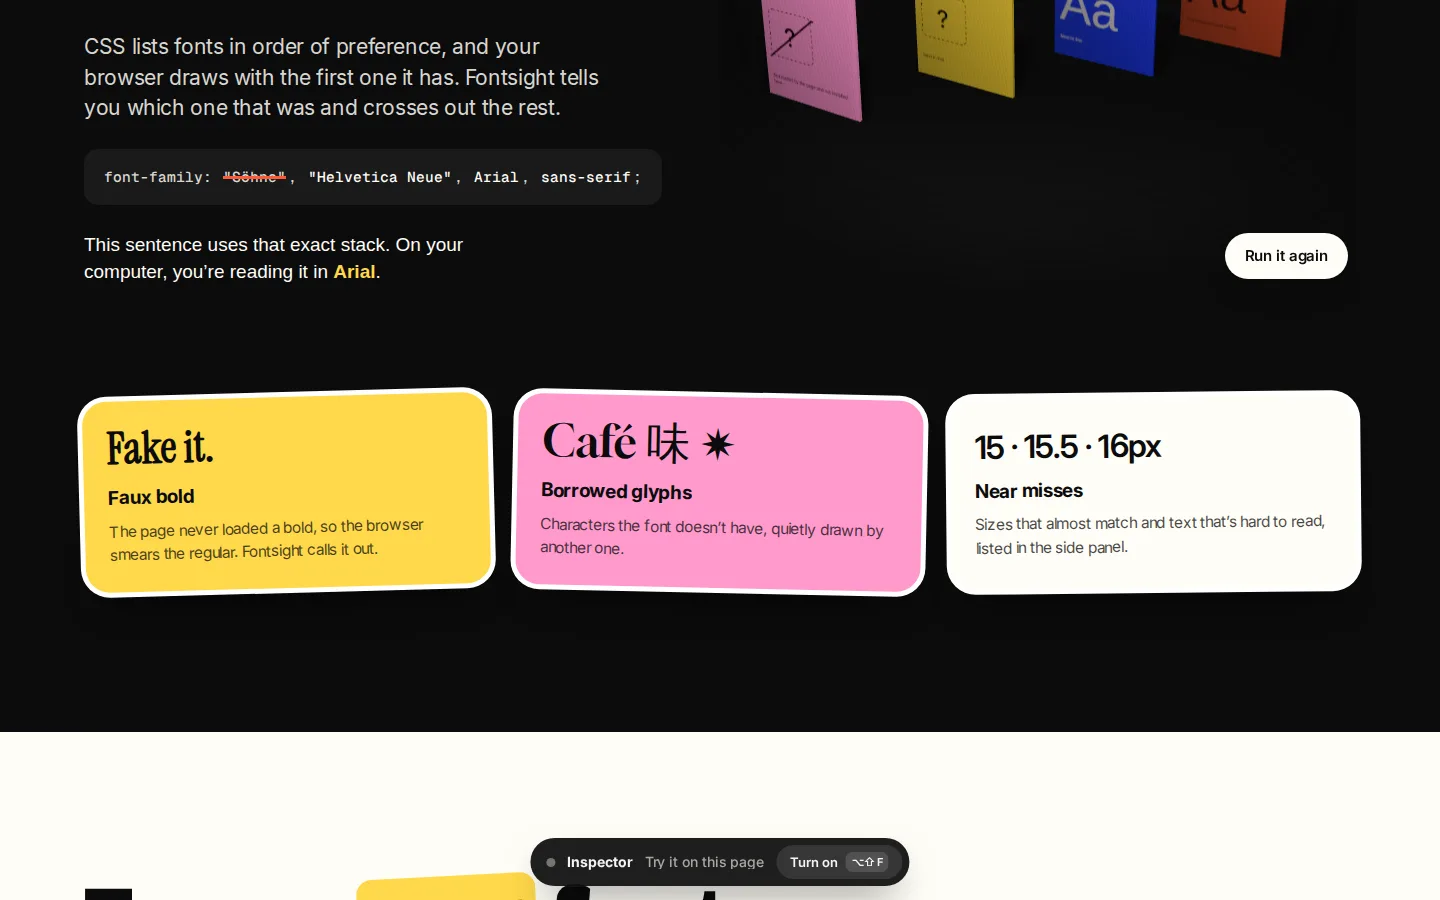 CSS lists fonts in order of preference, and your
browser draws with the first one it has. Fontsight tells
you which one that was and crosses out the rest.
?
?
Aa
Aa
font-family: "Söhne", "Helvetica Neue", Arial, sans-serif;
This sentence uses that exact stack. On your
computer, you’re reading it in Arial.
Run it again
Fake it.
Faux bold
The page never loaded a bold, so the browser
smears the regular. Fontsight calls it out.
Café 味 ✷
Borrowed glyphs
Characters the font doesn’t have, quietly drawn by
another one.
15 · 15.5 · 16px
Near misses
Sizes that almost match and text that’s hard to read,
listed in the side panel.
Inspector Try it on this page Turn on ⌥⇧F